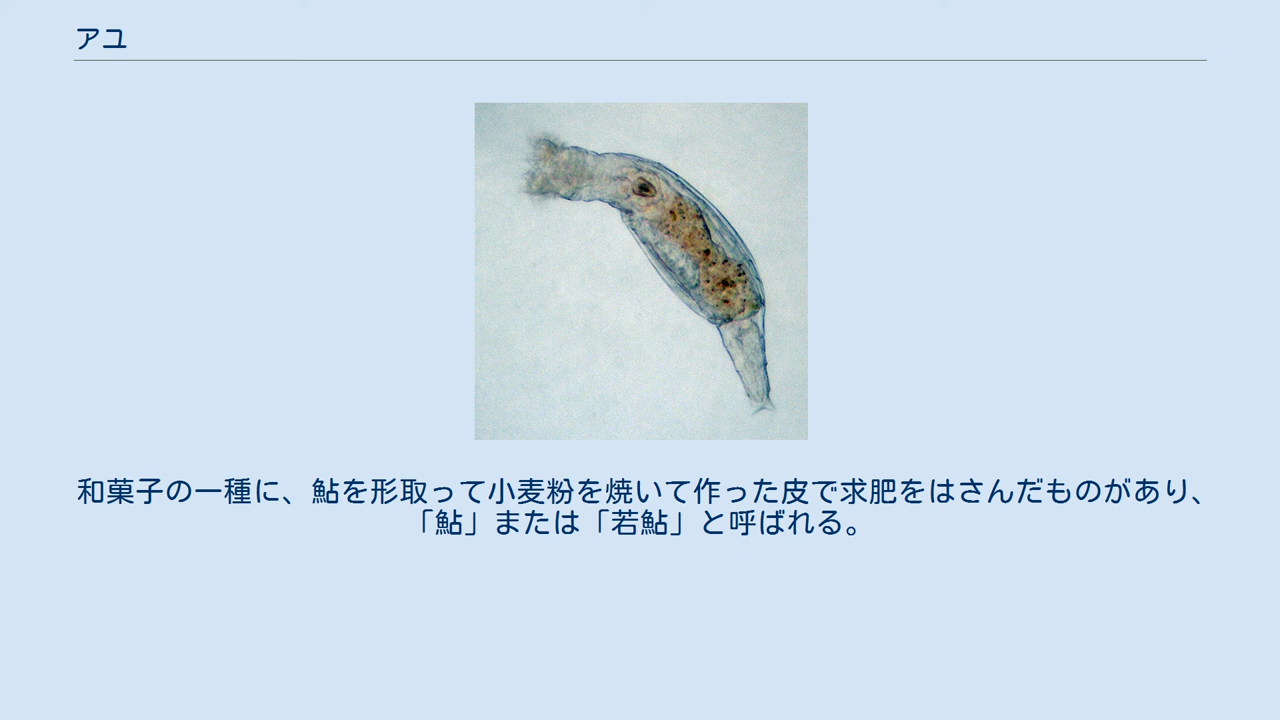 アユ
和菓子の一種に、鮎を形取って小麦粉を焼いて作った皮で求肥をはさんだものがあり、
「鮎」または「若鮎」と呼ばれる。